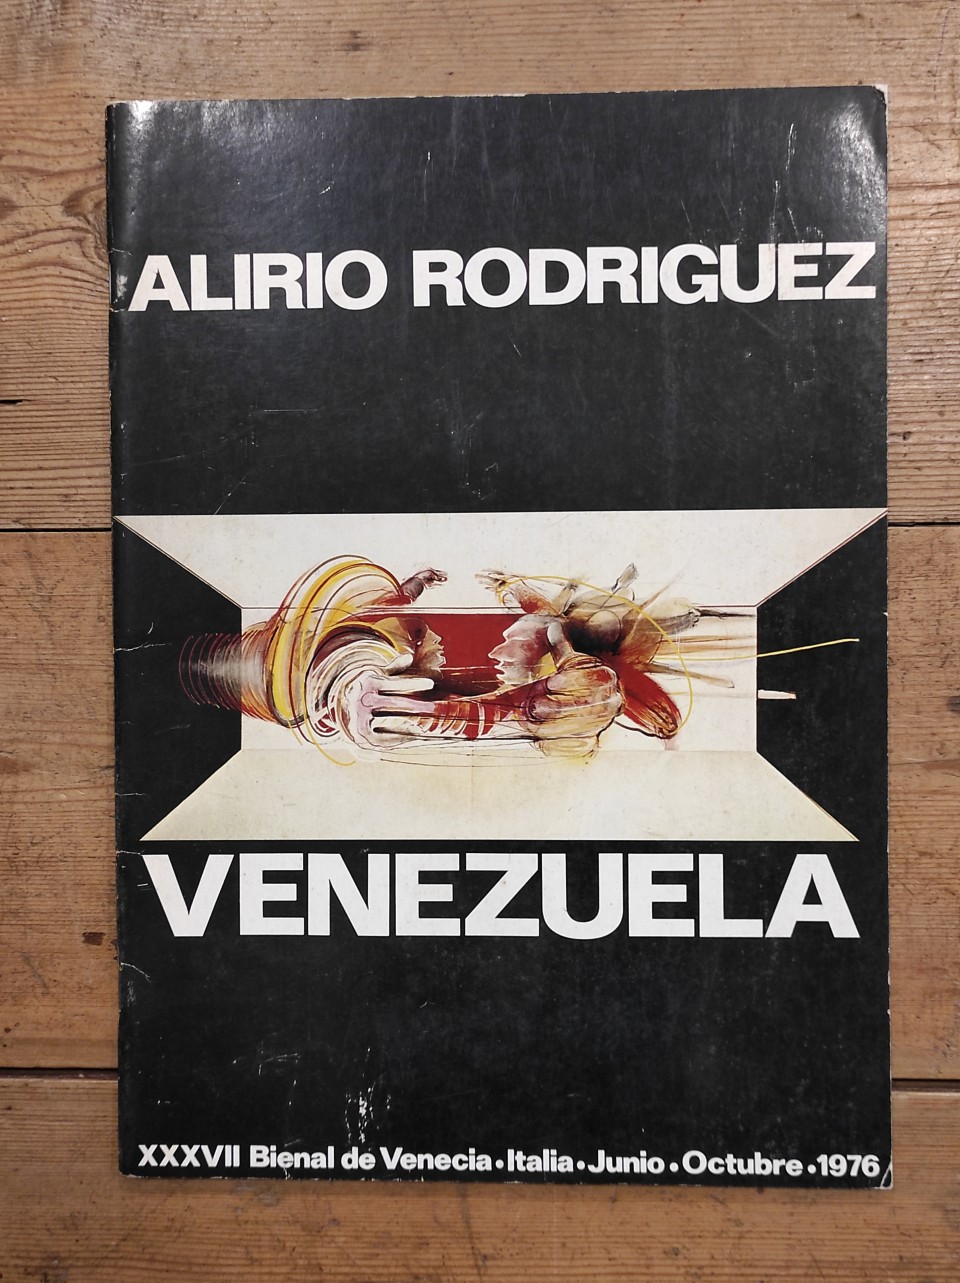 ALIRIO RODRIGUEZ
VENEZUELA
XXXVII Bienal de Venecia • Italia • Junio • Octubre • 1976